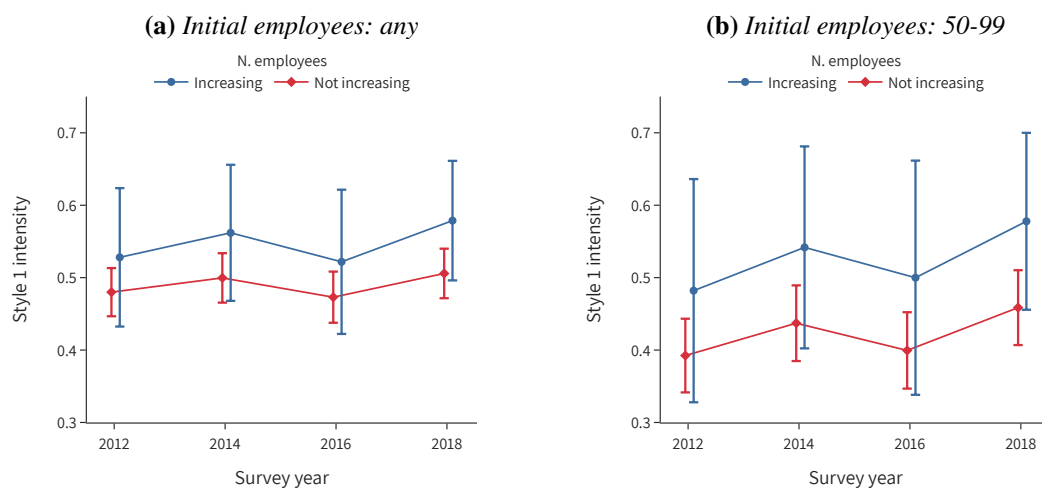 (a) Initial employees: any
N. employees
Increasing Not increasing
0.7
0.6
0.5
0.4
0.3
Style 1 intensity
2012 2014 2016 2018
Survey year
(b) Initial employees: 50-99
N. employees
Increasing Not increasing
0.7
0.6
0.5
0.4
0.3
Style 1 intensity
2012 2014 2016 2018
Survey year